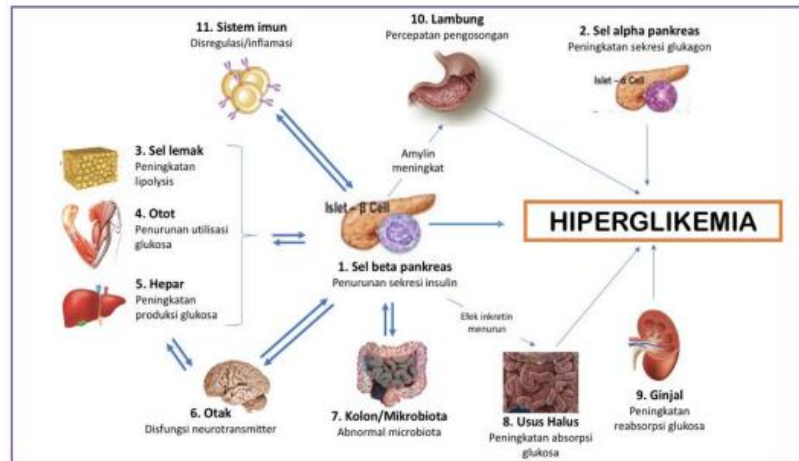 11. Sistem imun
Disregulasi/inflamasi
10. Lambung
Percepatan pengosongan
2. Sel alpha pankreas
Peningkatan sekresi glukagon
Islet – α Cell
3. Sel lemak
Peningkatan
lipolysis
4. Otot
Penurunan utilisasi
glukosa
5. Hepar
Peningkatan
produksi glukosa
Amylin
meningkat
Islet – β Cell
1. Sel beta pankreas
Penurunan sekresi insulin
HIPERGLIKEMIA
Efek inkretin
menurun
6. Otak
Disfungsi neurotransmitter
7. Kolon/Mikrobiota
Abnormal microbiota
8. Usus Halus
Peningkatan absorpsi
glukosa
9. Ginjal
Peningkatan
reabsorpsi glukosa